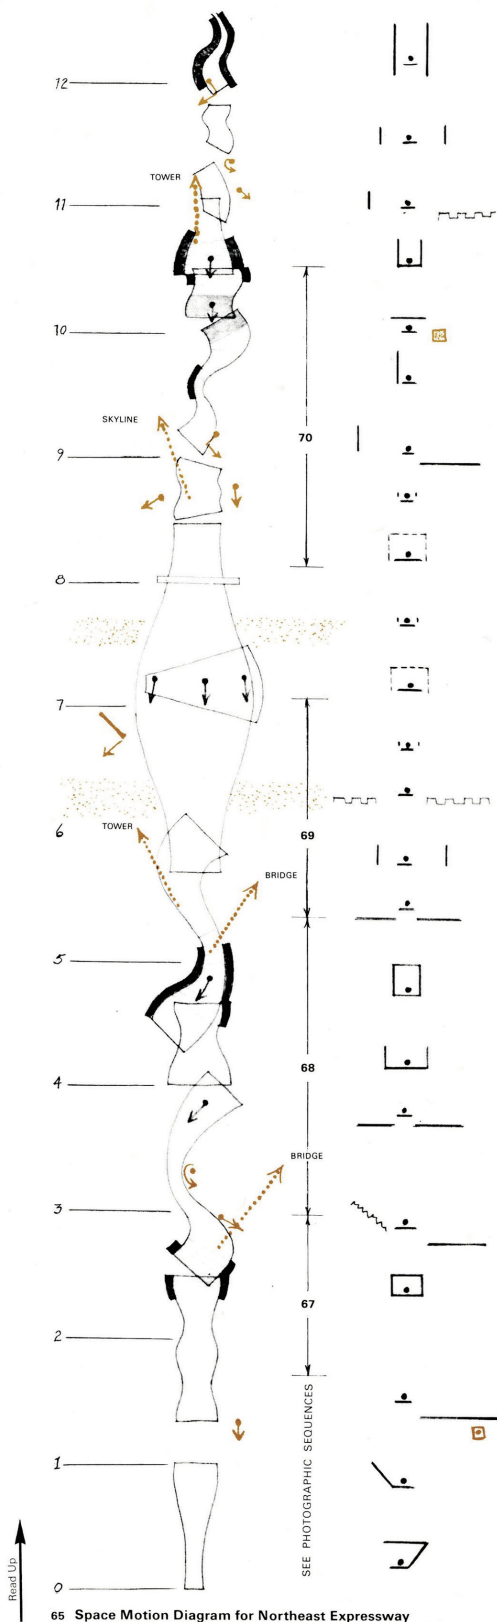 12
TOWER
11
10
70
SKYLINE
9
8
7
6
TOWER
69
BRIDGE
5
68
4
BRIDGE
3
67
2
SEE PHOTOGRAPHIC SEQUENCES
1
Read Up
0
65 Space Motion Diagram for Northeast Expressway